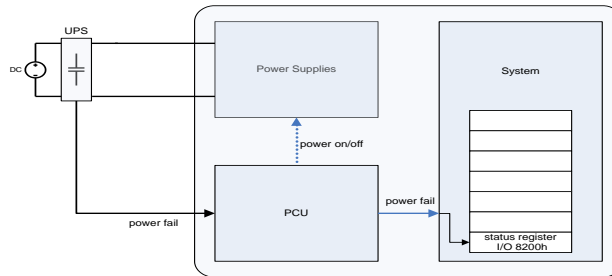 UPS
DC
Power Supplies
System
power on/off
PCU
power fail
power fail
status register
I/O 8200h